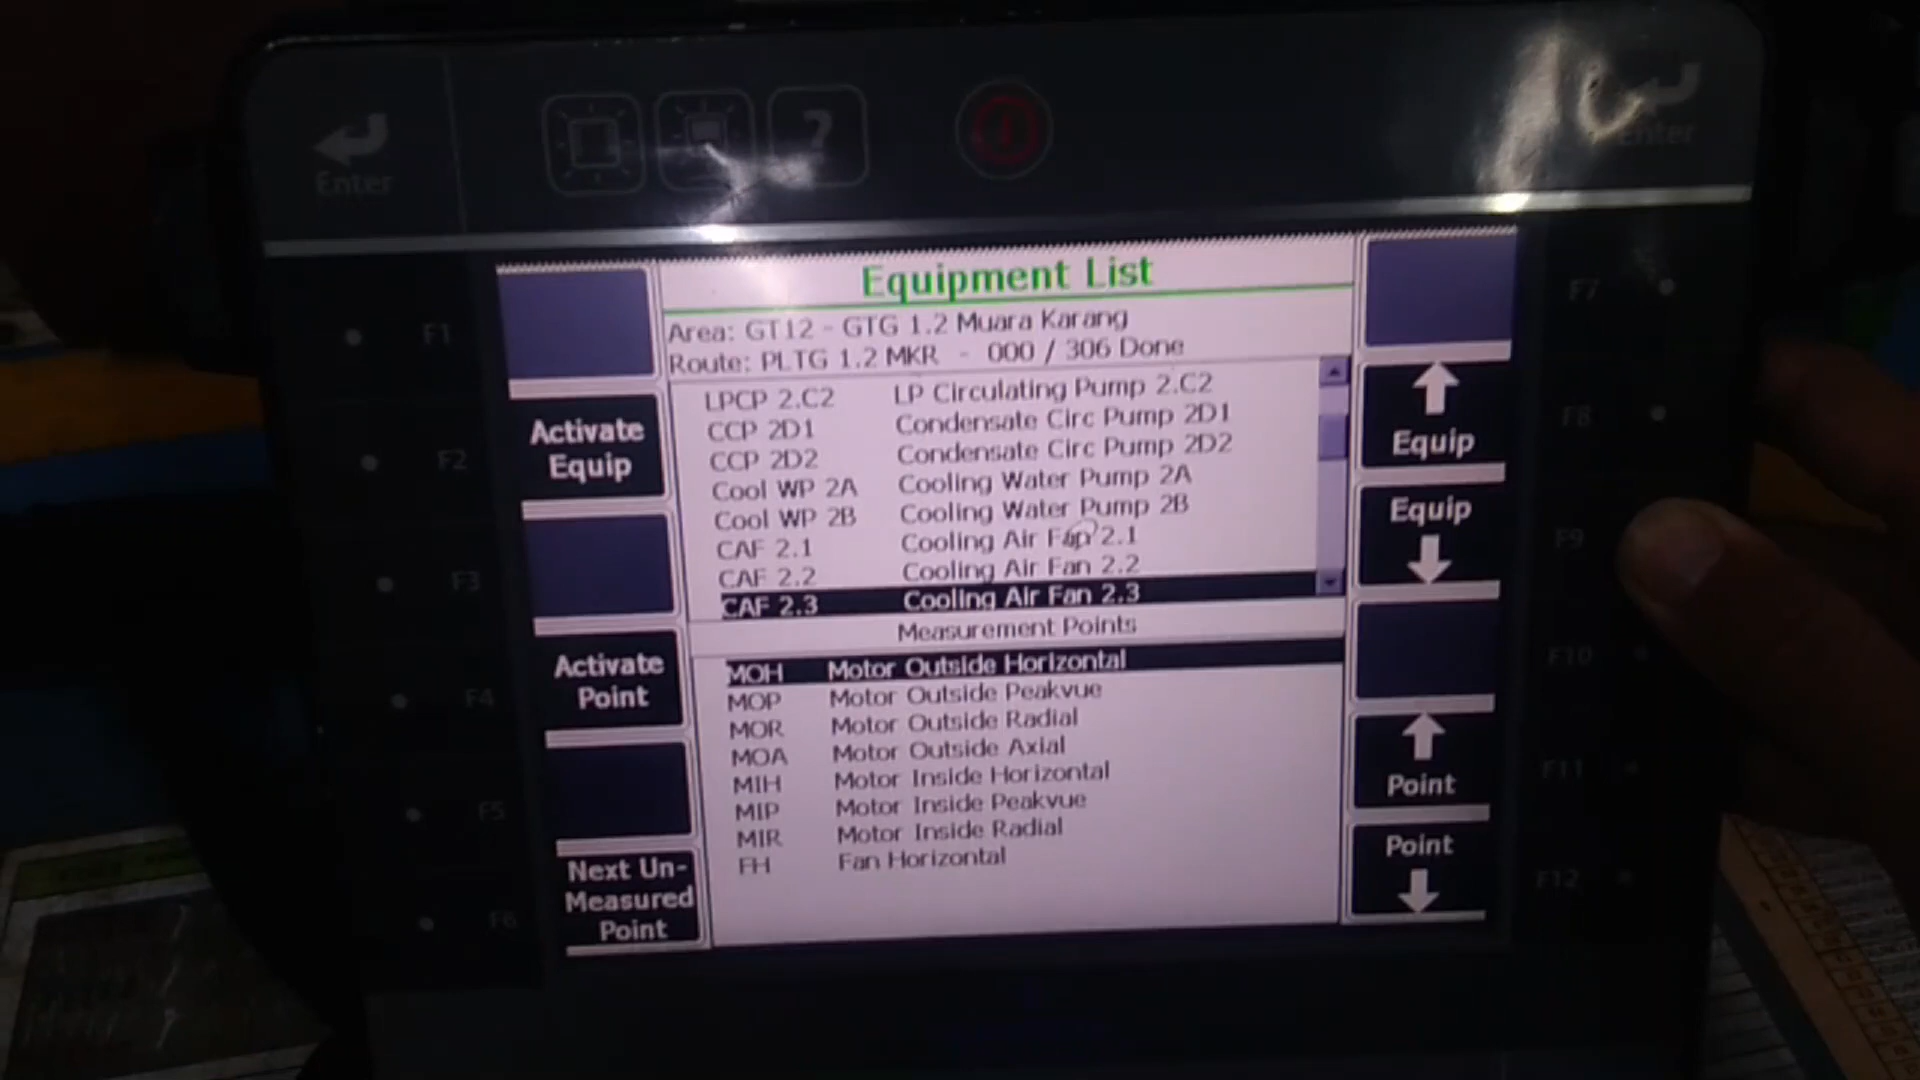 Enter
?
Enter
Equipment List
Area: GT12 - GTG 1.2 Muara Karang
Route: PLTG 1.2 MKR - 000 / 306 Done
LPCP 2.C2 LP Circulating Pump 2.C2
CCP 2D1 Condensate Circ Pump 2D1
CCP 2D2 Condensate Circ Pump 2D2
Cool WP 2A Cooling Water Pump 2A
Cool WP 2B Cooling Water Pump 2B
CAF 2.1 Cooling Air Fan 2.1
CAF 2.2 Cooling Air Fan 2.2
CAF 2.3 Cooling Air Fan 2.3
Measurement Points
MOH Motor Outside Horizontal
MOP Motor Outside Peakvue
MOR Motor Outside Radial
MOA Motor Outside Axial
MIH Motor Inside Horizontal
MIP Motor Inside Peakvue
MIR Motor Inside Radial
FH Fan Horizontal
F1
F2
F3
F4
F5
F6
Activate
Equip
Activate
Point
Next Un-
Measured
Point
Equip
Equip
Point
Point
F7
F8
F9
F10
F11
F12